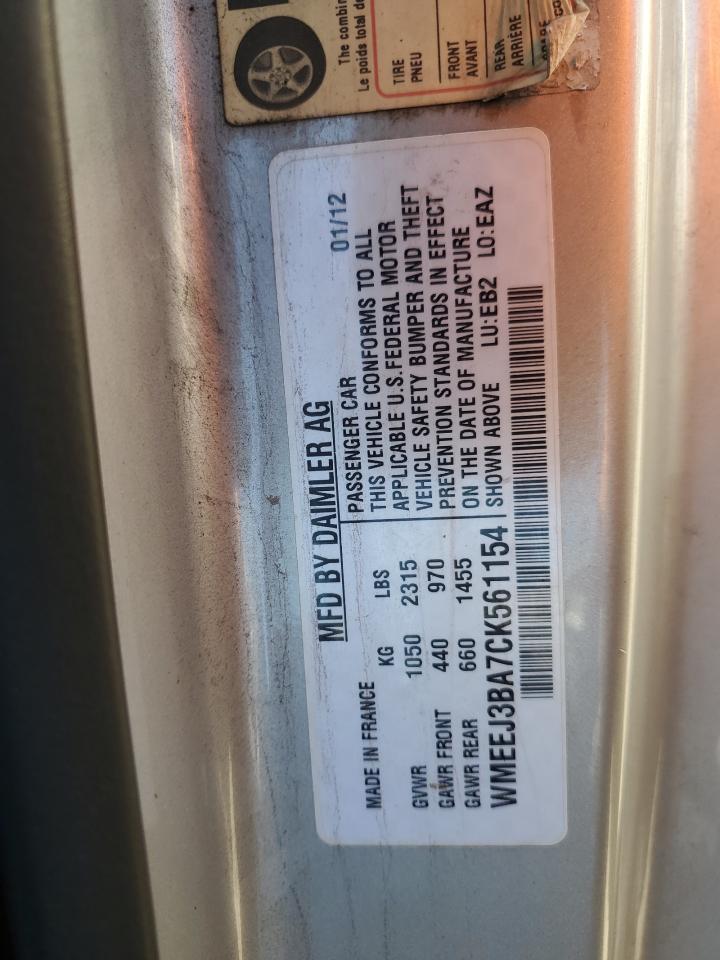 The combin
Le poids total de
TIRE
PNEU
FRONT
AVANT
REAR
ARRIÈRE
SPARE
MFD BY DAIMLER AG
MADE IN FRANCE KG LBS
GVWR 1050 2315
GAWR FRONT 440 970
GAWR REAR 660 1455
PASSENGER CAR 01/12
THIS VEHICLE CONFORMS TO ALL
APPLICABLE U.S.FEDERAL MOTOR
VEHICLE SAFETY BUMPER AND THEFT
PREVENTION STANDARDS IN EFFECT
ON THE DATE OF MANUFACTURE
SHOWN ABOVE LU:EB2 LO:EAZ
WMEEJ3BA7CK561154